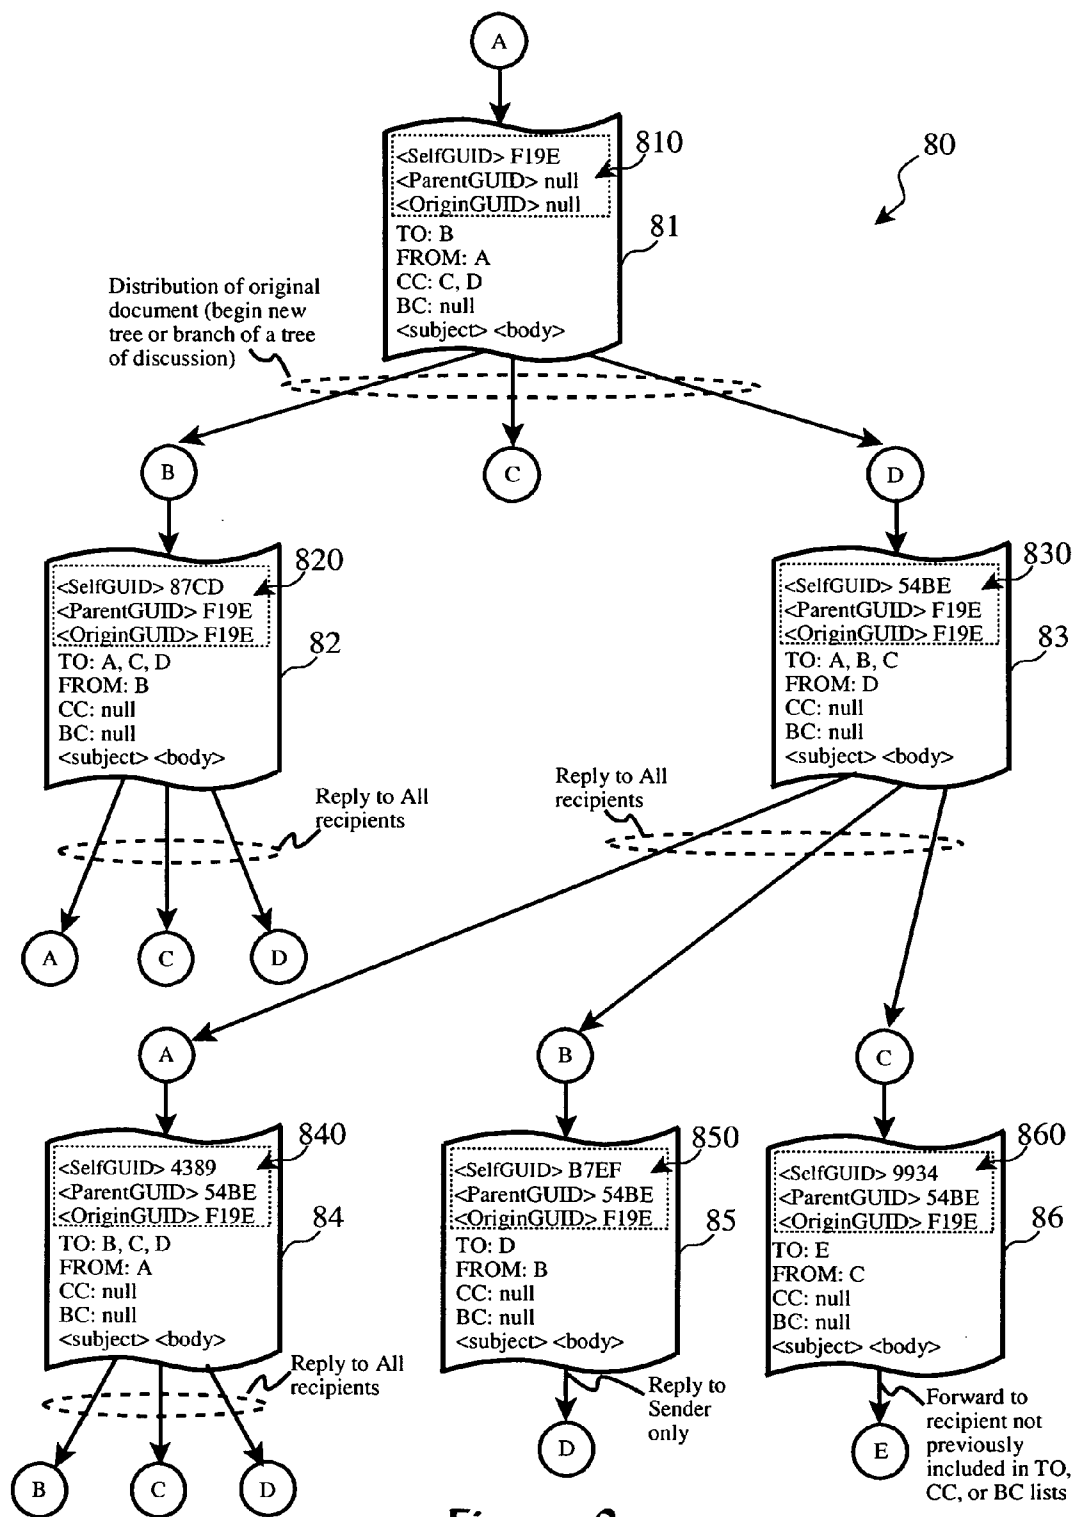 A
<SelfGUID> F19E
<ParentGUID> null
<OriginGUID> null
TO: B
FROM: A
CC: C, D
BC: null
<subject> <body>
810
81
80
Distribution of original
document (begin new
tree or branch of a tree
of discussion)
B
C
D
<SelfGUID> 87CD
<ParentGUID> F19E
<OriginGUID> F19E
TO: A, C, D
FROM: B
CC: null
BC: null
<subject> <body>
820
82
<SelfGUID> 54BE
<ParentGUID> F19E
<OriginGUID> F19E
TO: A, B, C
FROM: D
CC: null
BC: null
<subject> <body>
830
83
Reply to All
recipients
Reply to All
recipients
A
C
D
A
B
C
<SelfGUID> 4389
<ParentGUID> 54BE
<OriginGUID> F19E
TO: B, C, D
FROM: A
CC: null
BC: null
<subject> <body>
840
84
<SelfGUID> B7EF
<ParentGUID> 54BE
<OriginGUID> F19E
TO: D
FROM: B
CC: null
BC: null
<subject> <body>
850
85
<SelfGUID> 9934
<ParentGUID> 54BE
<OriginGUID> F19E
TO: E
FROM: C
CC: null
BC: null
<subject> <body>
860
86
Reply to All
recipients
Reply to
Sender
only
Forward to
recipient not
previously
included in TO,
CC, or BC lists
B
C
D
D
E